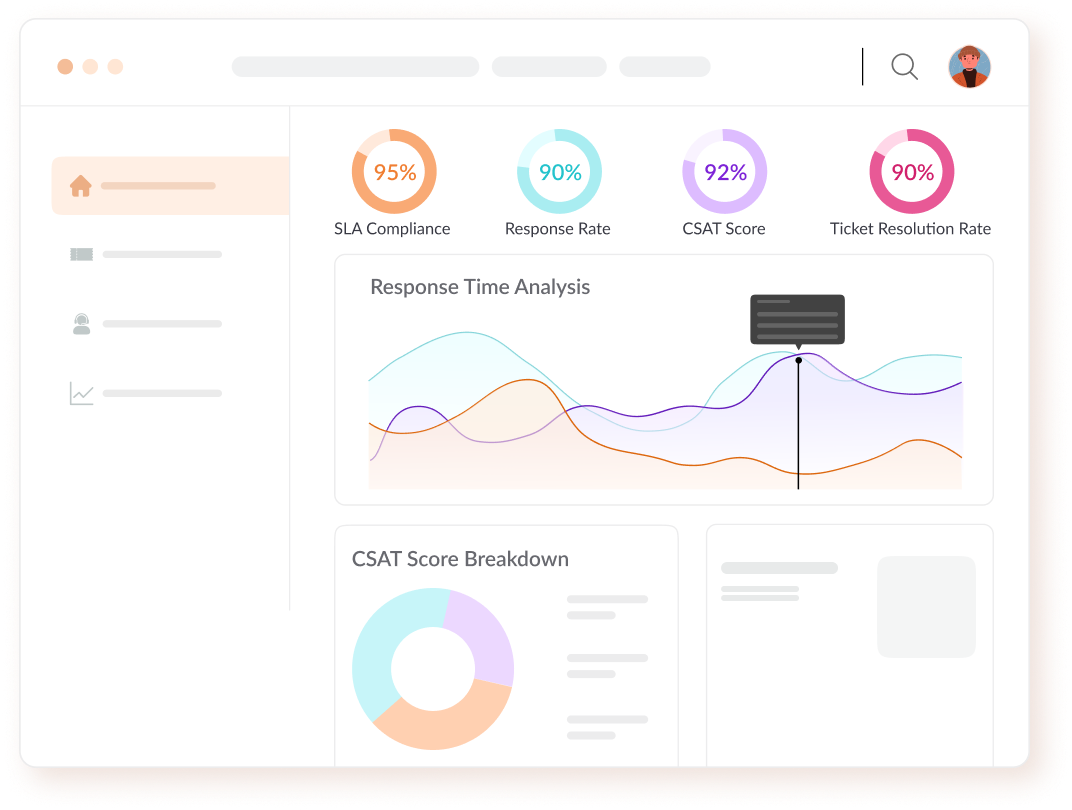 95%
90%
92%
90%
SLA Compliance
Response Rate
CSAT Score
Ticket Resolution Rate
Response Time Analysis
CSAT Score Breakdown